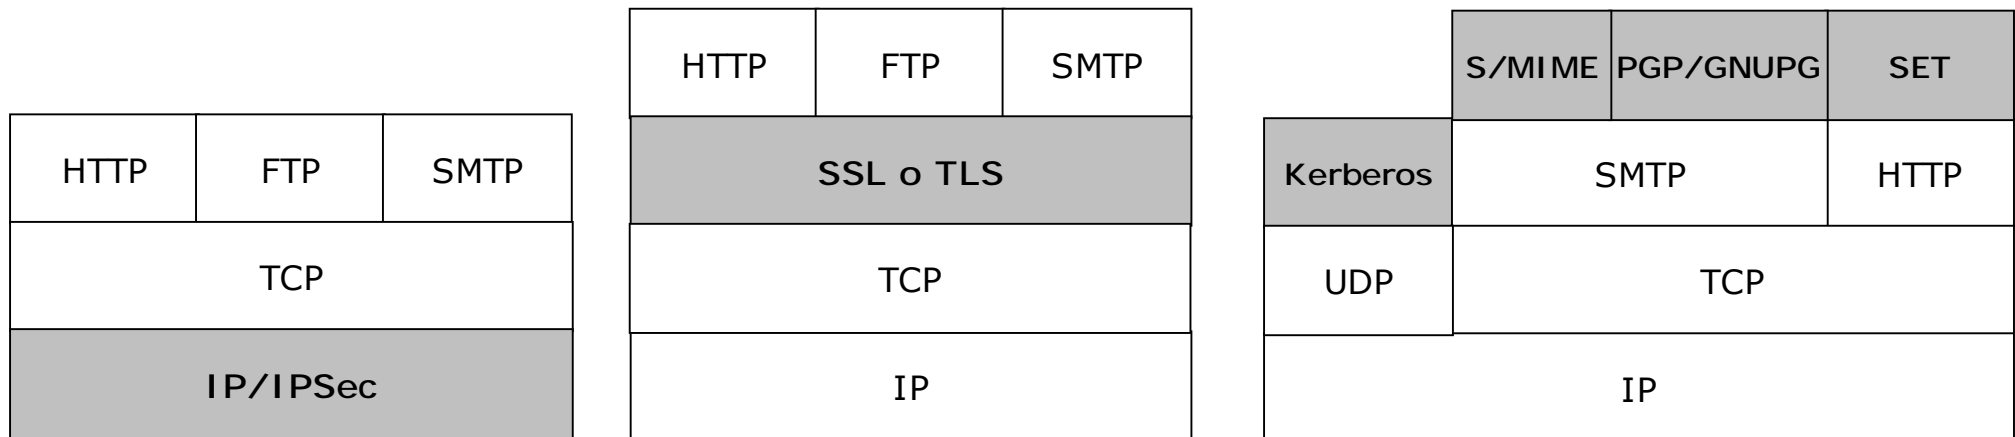 HTTP FTP SMTP
TCP
IP/IPSec
HTTP FTP SMTP
SSL o TLS
TCP
IP
S/MIME PGP/GNUPG SET
Kerberos SMTP HTTP
UDP TCP
IP